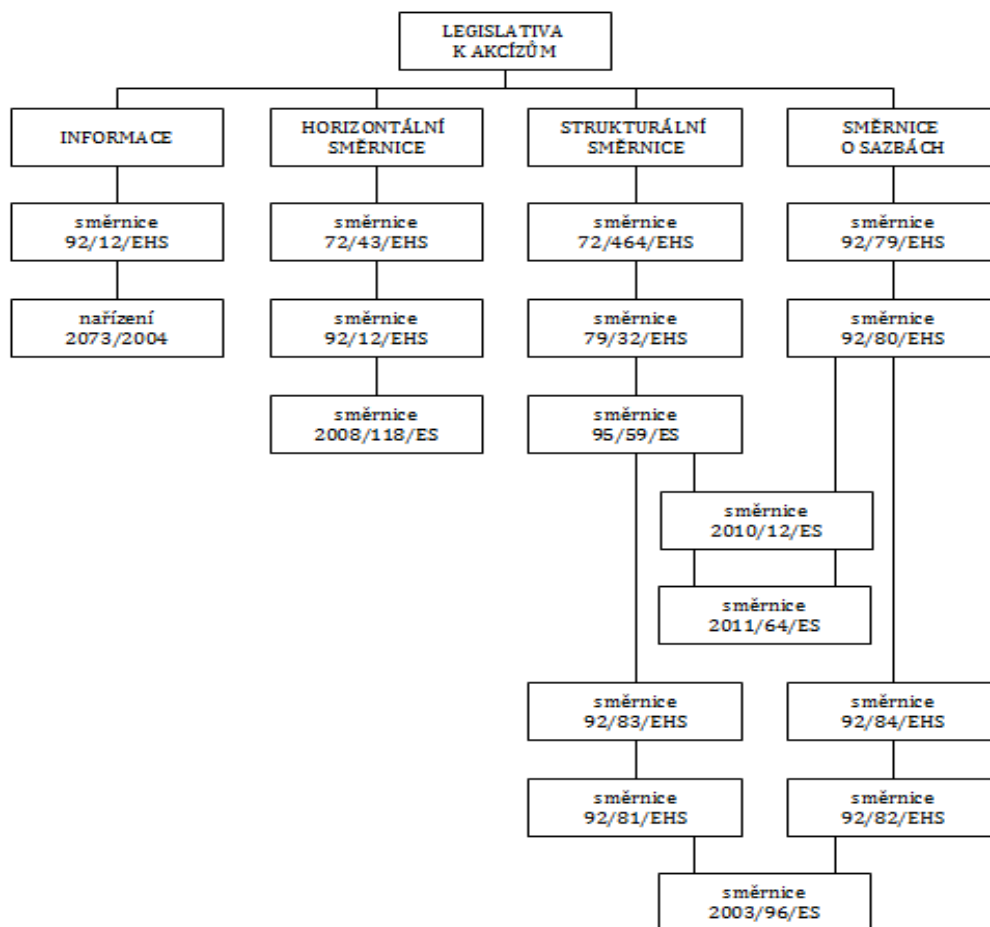 LEGISLATIVA
K AKCÍZŮM
INFORMACE
HORIZONTÁLNÍ
SMĚRNICE
STRUKTURÁLNÍ
SMĚRNICE
SMĚRNICE
O SAZBÁCH
směrnice
92/12/EHS
směrnice
72/43/EHS
směrnice
72/464/EHS
směrnice
92/79/EHS
nařízení
2073/2004
směrnice
92/12/EHS
směrnice
79/32/EHS
směrnice
92/80/EHS
směrnice
2008/118/ES
směrnice
95/59/ES
směrnice
2010/12/ES
směrnice
2011/64/ES
směrnice
92/83/EHS
směrnice
92/84/EHS
směrnice
92/81/EHS
směrnice
92/82/EHS
směrnice
2003/96/ES